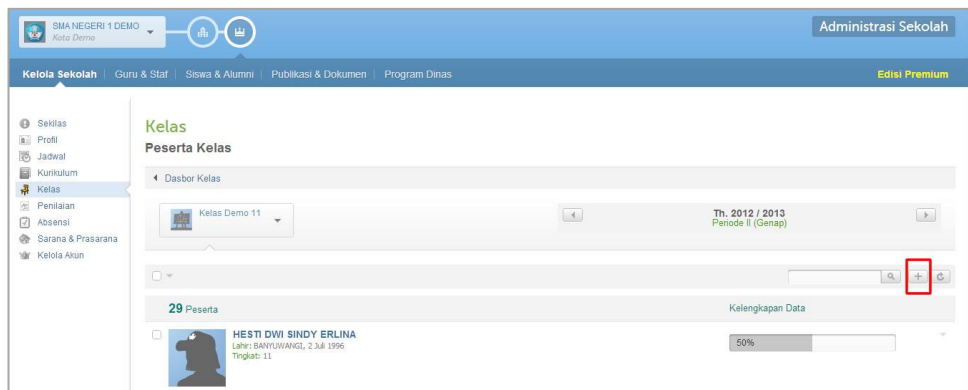 SMA NEGERI 1 DEMO
Kota Demo
Administrasi Sekolah
Kelola Sekolah | Guru & Staf | Siswa & Alumni | Publikasi & Dokumen | Program Dinas
Edisi Premium
Sekilas
Profil
Jadwal
Kurikulum
Kelas
Penilaian
Absensi
Sarana & Prasarana
Kelola Akun
Kelas
Peserta Kelas
Dasbor Kelas
Kelas Demo 11
Th. 2012 / 2013
Periode II (Genap)
29 Peserta
Kelengkapan Data
HESTI DWI SINDY ERLINA
Lahir: BANYUWANGI, 2 Juli 1996
Tingkat: 11
50%